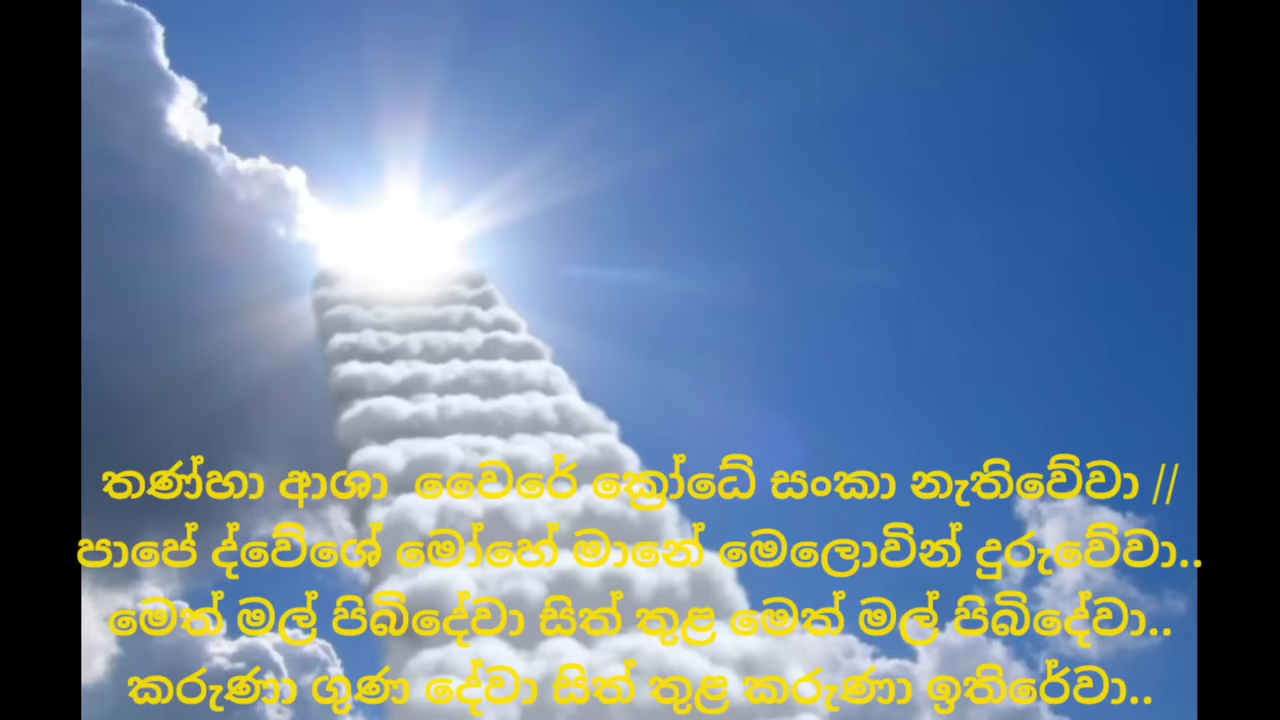 තණ්හා ආශා වෛරේ ක්‍රෝධේ සංකා නැතිවේවා //
පාපේ ද්වේශේ මෝහේ මානේ මෙලොවින් දුරුවේවා..
මෙත් මල් පිබිදේවා සිත් තුළ මෙත් මල් පිබිදේවා..
කරුණා ගුණ දේවා සිත් තුළ කරුණා ඉතිරේවා..